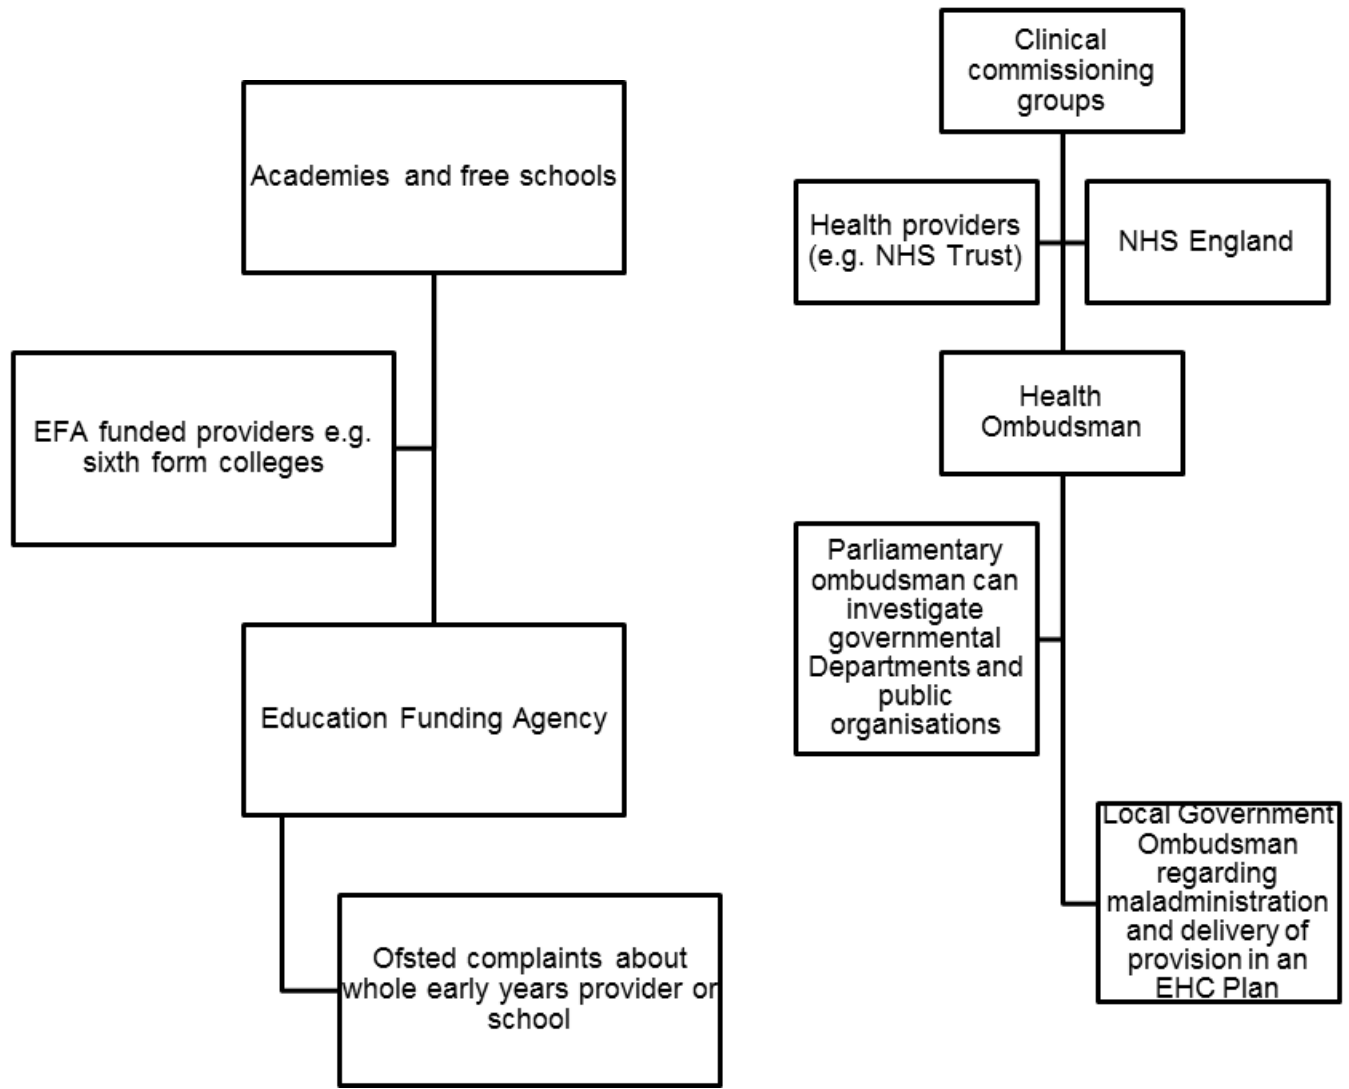 Academies and free schools
EFA funded providers e.g.
sixth form colleges
Education Funding Agency
Ofsted complaints about
whole early years provider or
school
Clinical
commissioning
groups
Health providers
(e.g. NHS Trust)
NHS England
Health
Ombudsman
Parliamentary
ombudsman can
investigate
governmental
Departments and
public
organisations
Local Government
Ombudsman
regarding
maladministration
and delivery of
provision in an
EHC Plan